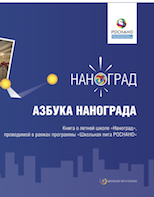 РОСНАНО
НАНОГРАД
АЗБУКА НАНОГРАДА
Книга о летней школе «Наноград»,
проводимой в рамках программы «Школьная лига РОСНАНО»